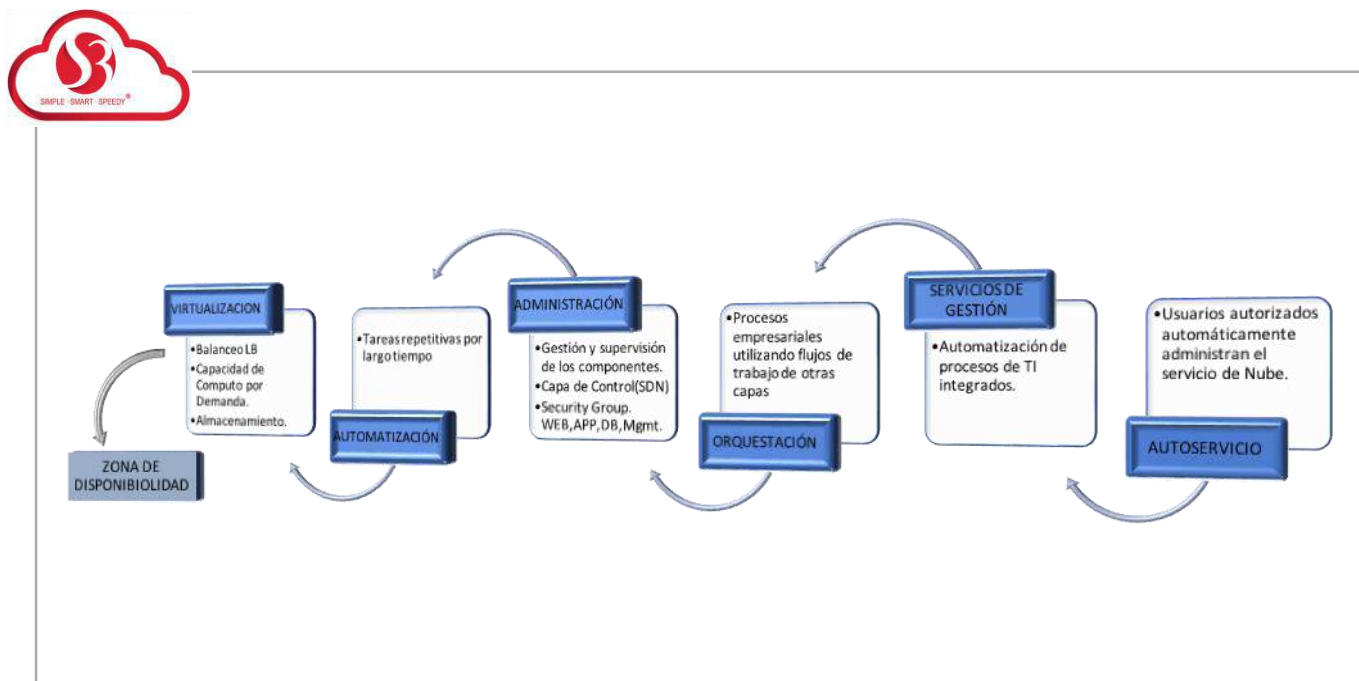 S3
SIMPLE - SMART - SPEEDY®
VIRTUALIZACION
•Balanceo LB
•Capacidad de
Computo por
Demanda.
•Almacenamiento.
ZONA DE
DISPONIBIOLIDAD
•Tareas repetitivas por
largo tiempo
AUTOMATIZACIÓN
ADMINISTRACIÓN
•Gestión y supervisión
de los componentes.
•Capa de Control(SDN)
•Security Group.
WEB,APP,DB,Mgmt.
•Procesos
empresariales
utilizando flujos de
trabajo de otras
capas
ORQUESTACIÓN
SERVICIOS DE
GESTIÓN
•Automatización de
procesos de TI
integrados.
•Usuarios autorizados
automáticamente
administran el
servicio de Nube.
AUTOSERVICIO